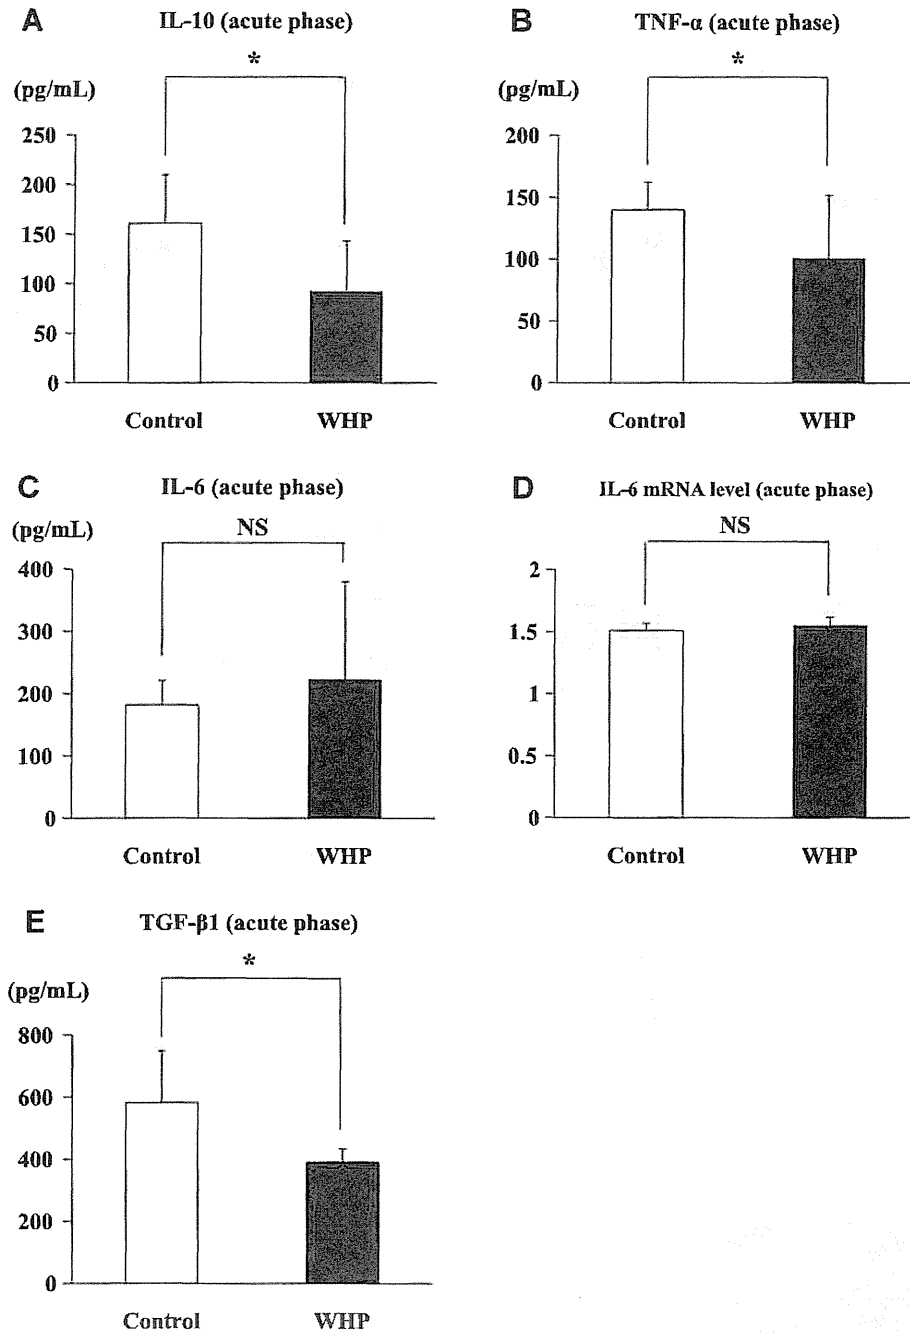 A IL-10 (acute phase)
*
(pg/mL)
250
200
150
100
50
0
Control WHP
B TNF-α (acute phase)
*
(pg/mL)
200
150
100
50
0
Control WHP
C IL-6 (acute phase)
NS
(pg/mL)
400
300
200
100
0
Control WHP
D IL-6 mRNA level (acute phase)
NS
2
1.5
1
0.5
0
Control WHP
E TGF-β1 (acute phase)
*
(pg/mL)
800
600
400
200
0
Control WHP